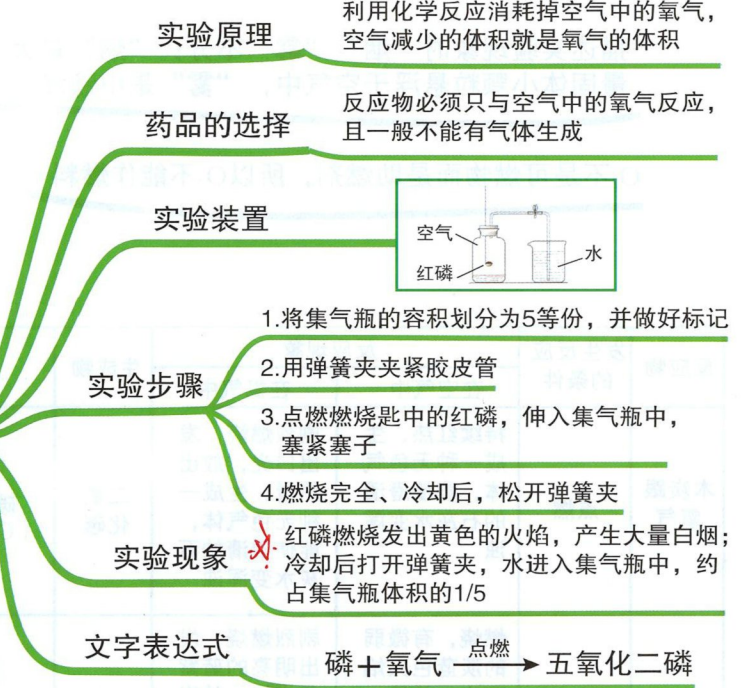 实验原理
利用化学反应消耗掉空气中的氧气，
空气减少的体积就是氧气的体积
药品的选择
反应物必须只与空气中的氧气反应，
且一般不能有气体生成
实验装置
空气
红磷
水
实验步骤
1.将集气瓶的容积划分为5等份，并做好标记
2.用弹簧夹夹紧胶皮管
3.点燃燃烧匙中的红磷，伸入集气瓶中，
塞紧塞子
4.燃烧完全、冷却后，松开弹簧夹
实验现象
红磷燃烧发出黄色的火焰，产生大量白烟；
冷却后打开弹簧夹，水进入集气瓶中，约
占集气瓶体积的1/5
文字表达式
点燃
磷＋氧气 → 五氧化二磷